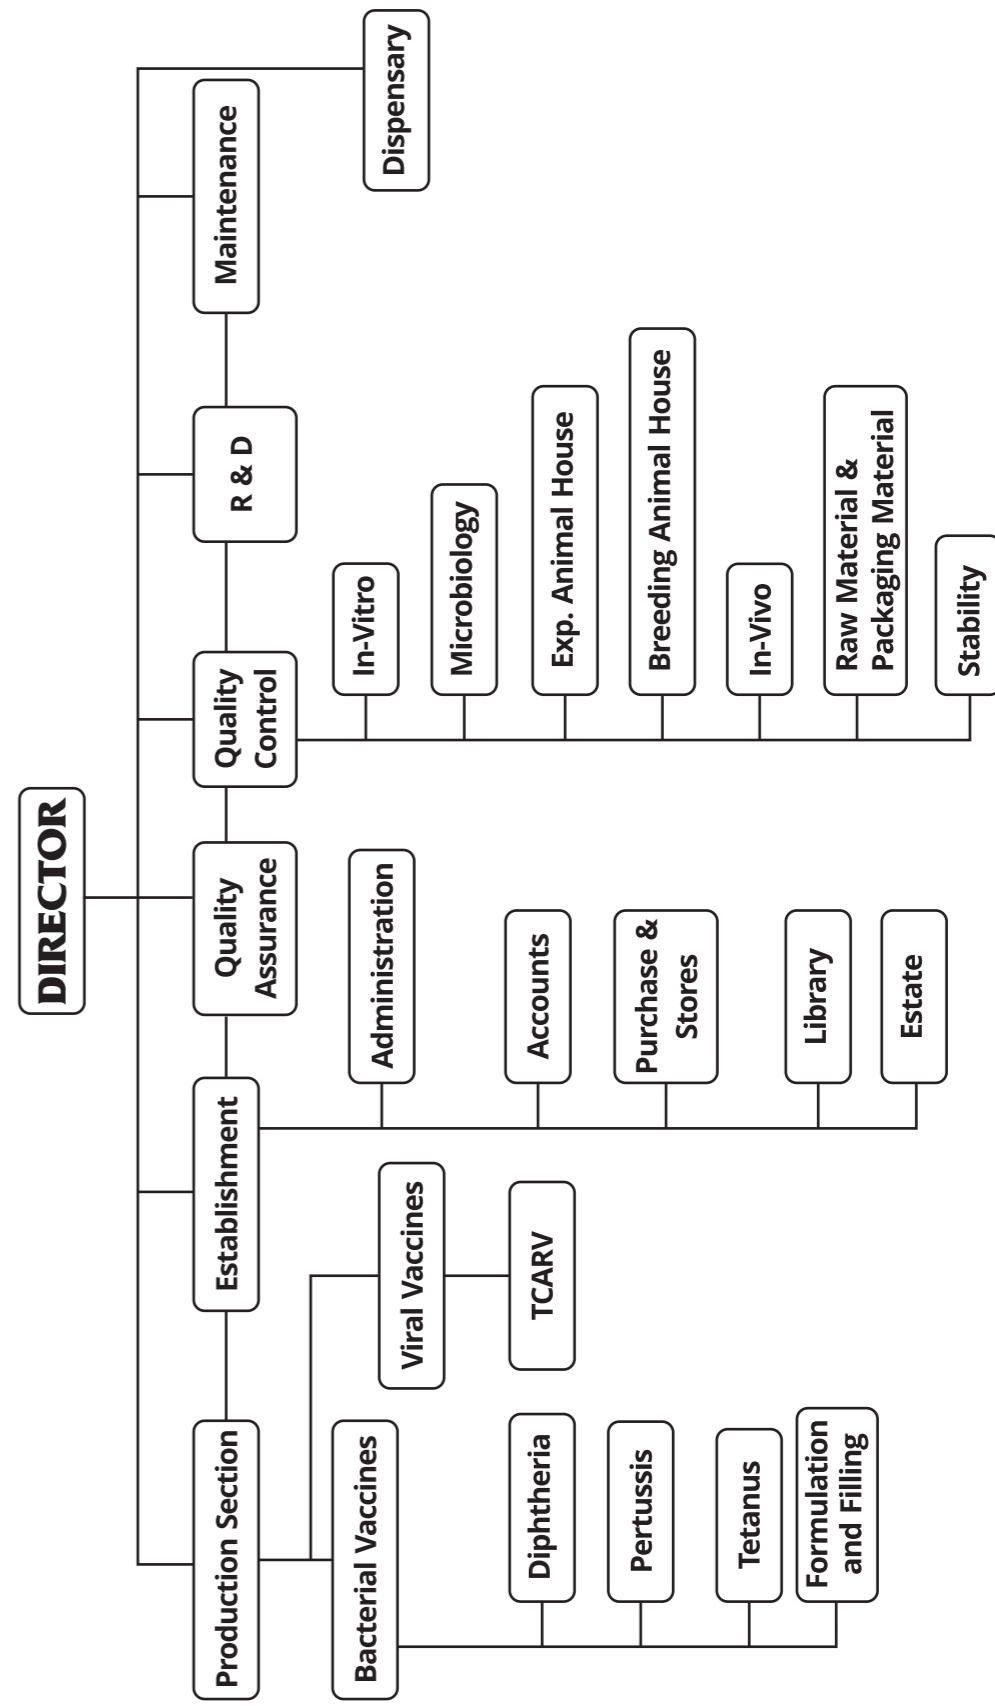 DIRECTOR
Production Section
Establishment
Quality
Assurance
Quality
Control
R & D
Maintenance
Dispensary
Bacterial Vaccines
Diphtheria
Pertussis
Tetanus
Formulation
and Filling
Viral Vaccines
TCARV
Administration
Accounts
Purchase &
Stores
Library
Estate
In-Vitro
Microbiology
Exp. Animal House
Breeding Animal House
In-Vivo
Raw Material &
Packaging Material
Stability